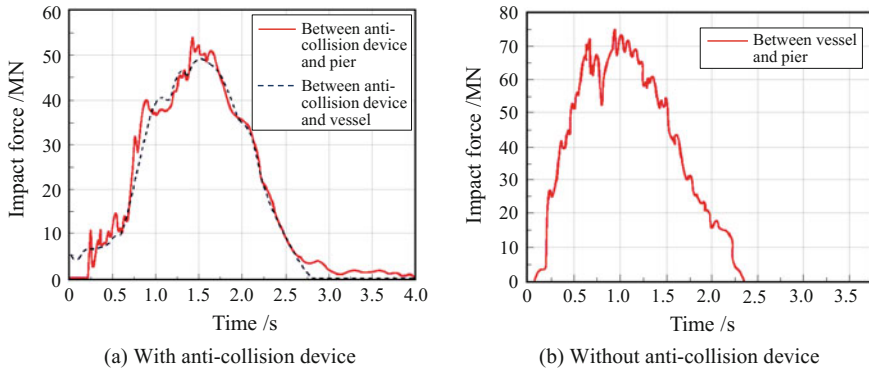 60
50
40
30
20
10
0
Impact force /MN
0 0.5 1.0 1.5 2.0 2.5 3.0 3.5 4.0
Time /s
Between anti-
collision device
and pier
Between anti-
collision device
and vessel
(a) With anti-collision device
80
70
60
50
40
30
20
10
0
Impact force /MN
0.5 1.0 1.5 2.0 2.5 3.0 3.5
Time /s
Between vessel
and pier
(b) Without anti-collision device